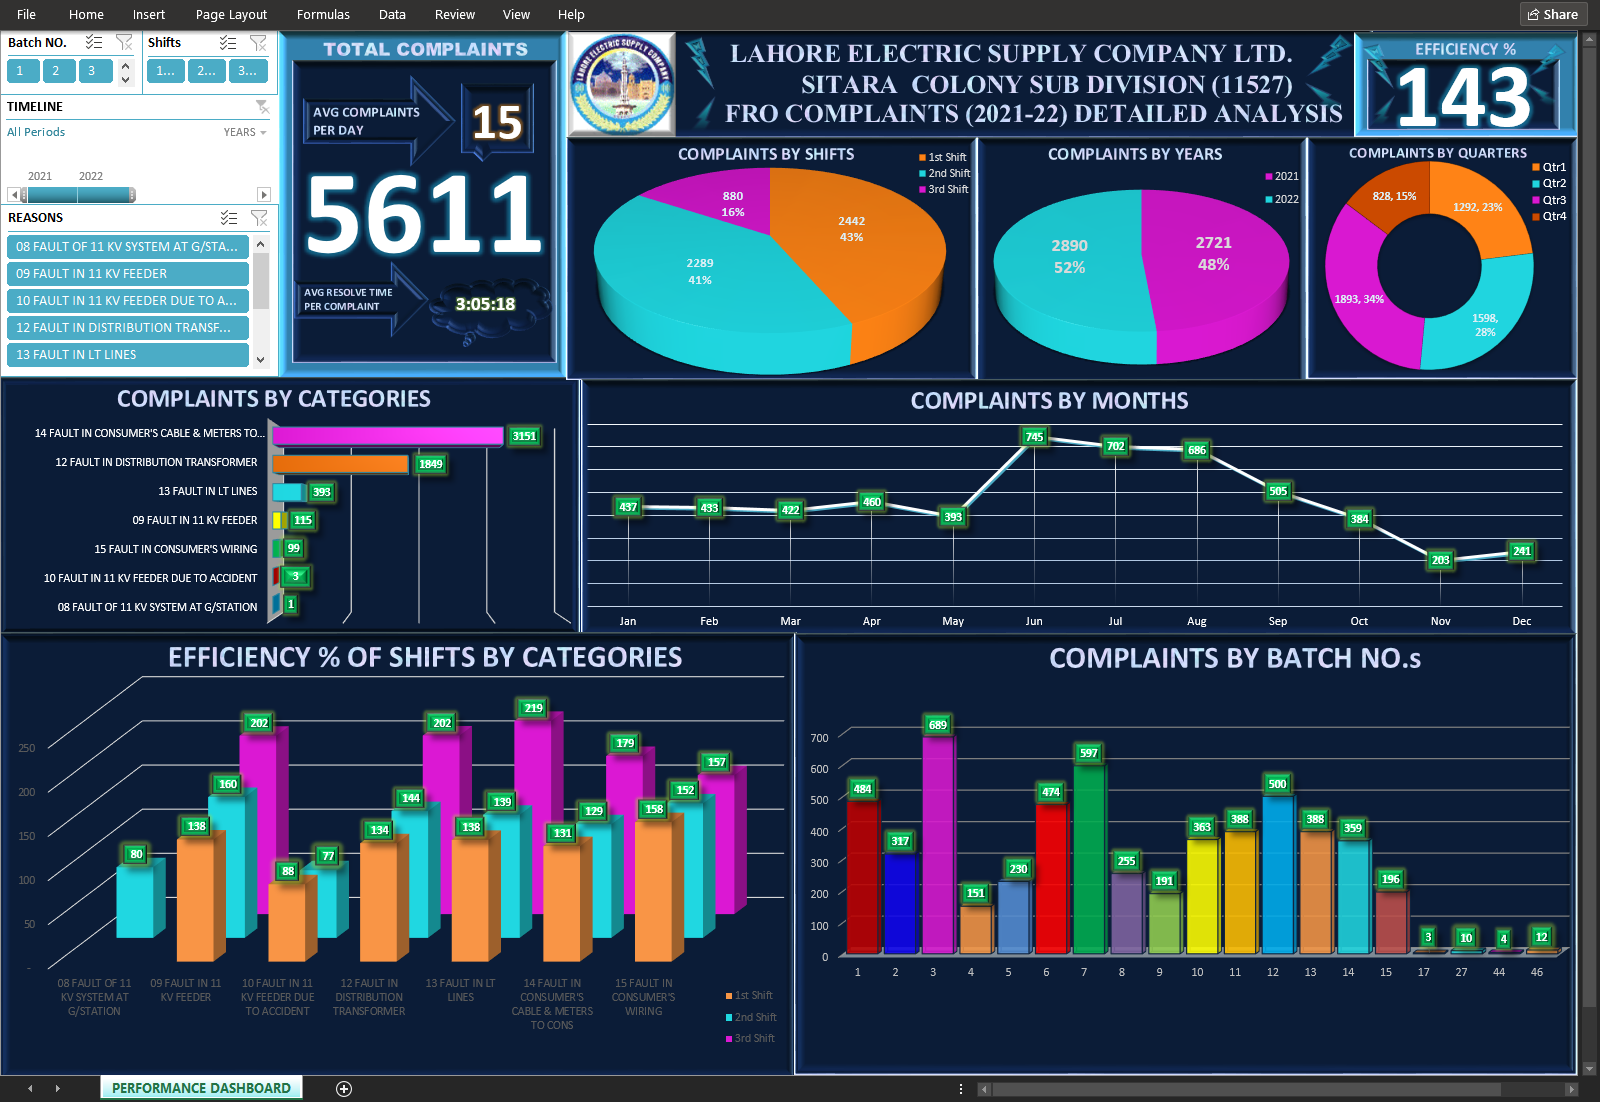 File Home Insert Page Layout Formulas Data Review View Help Share
Batch NO.
1 2 3
Shifts
1... 2... 3...
TIMELINE
All Periods YEARS
2021 2022
REASONS
08 FAULT OF 11 KV SYSTEM AT G/STA...
09 FAULT IN 11 KV FEEDER
10 FAULT IN 11 KV FEEDER DUE TO A...
12 FAULT IN DISTRIBUTION TRANSF...
13 FAULT IN LT LINES
TOTAL COMPLAINTS
AVG COMPLAINTS
PER DAY
15
5611
AVG RESOLVE TIME
PER COMPLAINT
3:05:18
LAHORE ELECTRIC SUPPLY COMPANY
LAHORE ELECTRIC SUPPLY COMPANY LTD.
SITARA COLONY SUB DIVISION (11527)
FRO COMPLAINTS (2021-22) DETAILED ANALYSIS
EFFICIENCY %
143
COMPLAINTS BY SHIFTS
1st Shift
2nd Shift
3rd Shift
880
16%
2442
43%
2289
41%
COMPLAINTS BY YEARS
2021
2022
2890
52%
2721
48%
COMPLAINTS BY QUARTERS
Qtr1
Qtr2
Qtr3
Qtr4
828, 15%
1292, 23%
1893, 34%
1598,
28%
COMPLAINTS BY CATEGORIES
14 FAULT IN CONSUMER'S CABLE & METERS TO... 3151
12 FAULT IN DISTRIBUTION TRANSFORMER 1849
13 FAULT IN LT LINES 393
09 FAULT IN 11 KV FEEDER 115
15 FAULT IN CONSUMER'S WIRING 99
10 FAULT IN 11 KV FEEDER DUE TO ACCIDENT 3
08 FAULT OF 11 KV SYSTEM AT G/STATION 1
COMPLAINTS BY MONTHS
437 433 422 460 393 745 702 686 505 384 203 241
Jan Feb Mar Apr May Jun Jul Aug Sep Oct Nov Dec
EFFICIENCY % OF SHIFTS BY CATEGORIES
250
200
150
100
50
-
80
138 160 202
88 77
134 144 202
138 139 219
131 129 179
158 152 157
08 FAULT OF 11
KV SYSTEM AT
G/STATION
09 FAULT IN 11
KV FEEDER
10 FAULT IN 11
KV FEEDER DUE
TO ACCIDENT
12 FAULT IN
DISTRIBUTION
TRANSFORMER
13 FAULT IN LT
LINES
14 FAULT IN
CONSUMER'S
CABLE & METERS
TO CONS
15 FAULT IN
CONSUMER'S
WIRING
1st Shift
2nd Shift
3rd Shift
COMPLAINTS BY BATCH NO.s
700
600
500
400
300
200
100
0
484 317 689 151 230 474 597 255 191 363 388 500 388 359 196 3 10 4 12
1 2 3 4 5 6 7 8 9 10 11 12 13 14 15 17 27 44 46
PERFORMANCE DASHBOARD